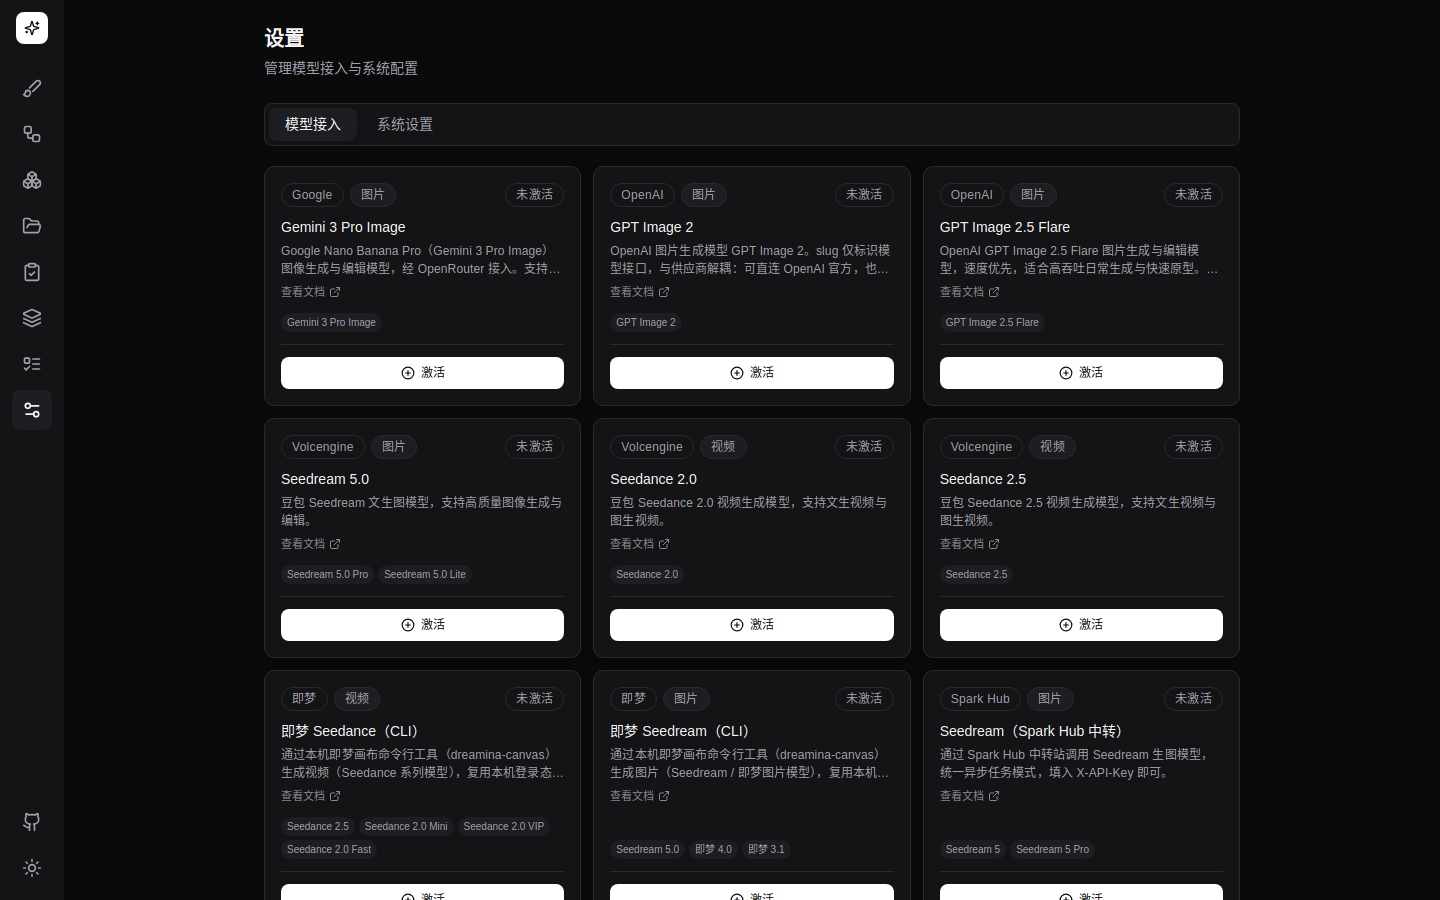 设置
管理模型接入与系统配置
模型接入 系统设置
Google 图片 未激活
Gemini 3 Pro Image
Google Nano Banana Pro（Gemini 3 Pro Image）
图像生成与编辑模型，经 OpenRouter 接入。支持…
查看文档
Gemini 3 Pro Image
激活
OpenAI 图片 未激活
GPT Image 2
OpenAI 图片生成模型 GPT Image 2。slug 仅标识模
型接口，与供应商解耦：可直连 OpenAI 官方，也…
查看文档
GPT Image 2
激活
OpenAI 图片 未激活
GPT Image 2.5 Flare
OpenAI GPT Image 2.5 Flare 图片生成与编辑模
型，速度优先，适合高吞吐日常生成与快速原型。…
查看文档
GPT Image 2.5 Flare
激活
Volcengine 图片 未激活
Seedream 5.0
豆包 Seedream 文生图模型，支持高质量图像生成与
编辑。
查看文档
Seedream 5.0 Pro Seedream 5.0 Lite
激活
Volcengine 视频 未激活
Seedance 2.0
豆包 Seedance 2.0 视频生成模型，支持文生视频与
图生视频。
查看文档
Seedance 2.0
激活
Volcengine 视频 未激活
Seedance 2.5
豆包 Seedance 2.5 视频生成模型，支持文生视频与
图生视频。
查看文档
Seedance 2.5
激活
即梦 视频 未激活
即梦 Seedance（CLI）
通过本机即梦画布命令行工具（dreamina-canvas）
生成视频（Seedance 系列模型），复用本机登录态…
查看文档
Seedance 2.5 Seedance 2.0 Mini Seedance 2.0 VIP
Seedance 2.0 Fast
激活
即梦 图片 未激活
即梦 Seedream（CLI）
通过本机即梦画布命令行工具（dreamina-canvas）
生成图片（Seedream / 即梦图片模型），复用本机…
查看文档
Seedream 5.0 即梦 4.0 即梦 3.1
激活
Spark Hub 图片 未激活
Seedream（Spark Hub 中转）
通过 Spark Hub 中转站调用 Seedream 生图模型，
统一异步任务模式，填入 X-API-Key 即可。
查看文档
Seedream 5 Seedream 5 Pro
激活